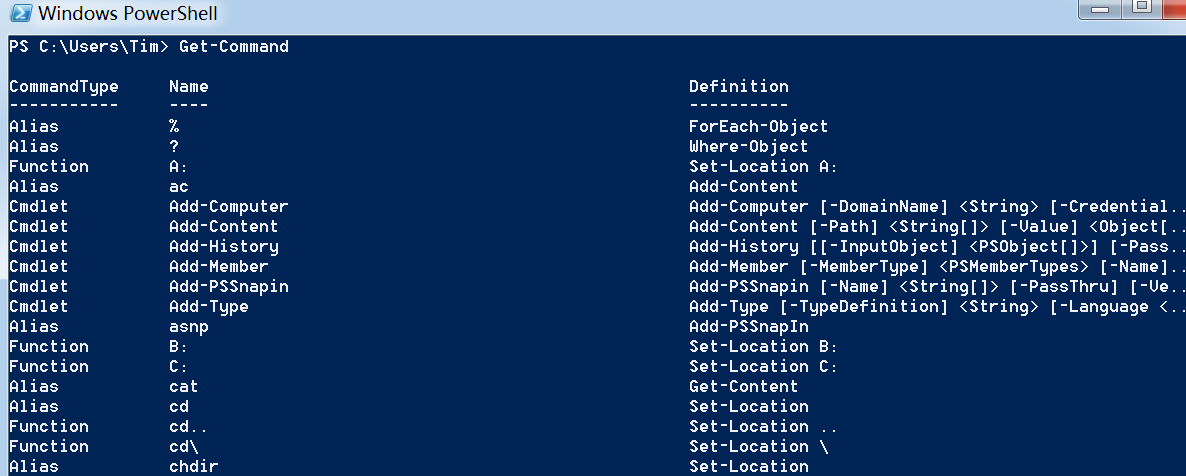 Windows PowerShell
PS C:\Users\Tim> Get-Command
CommandType Name Definition
----------- ---- ----------
Alias % ForEach-Object
Alias ? Where-Object
Function A: Set-Location A:
Alias ac Add-Content
Cmdlet Add-Computer Add-Computer [-DomainName] <String> [-Credential...
Cmdlet Add-Content Add-Content [-Path] <String[]> [-Value] <Object[...
Cmdlet Add-History Add-History [[-InputObject] <PSObject[]>] [-Pass...
Cmdlet Add-Member Add-Member [-MemberType] <PSMemberTypes> [-Name]...
Cmdlet Add-PSSnapin Add-PSSnapin [-Name] <String[]> [-PassThru] [-Ve...
Cmdlet Add-Type Add-Type [-TypeDefinition] <String> [-Language <...
Alias asnp Add-PSSnapIn
Function B: Set-Location B:
Function C: Set-Location C:
Alias cat Get-Content
Alias cd Set-Location
Function cd.. Set-Location ..
Function cd\ Set-Location \
Alias chdir Set-Location